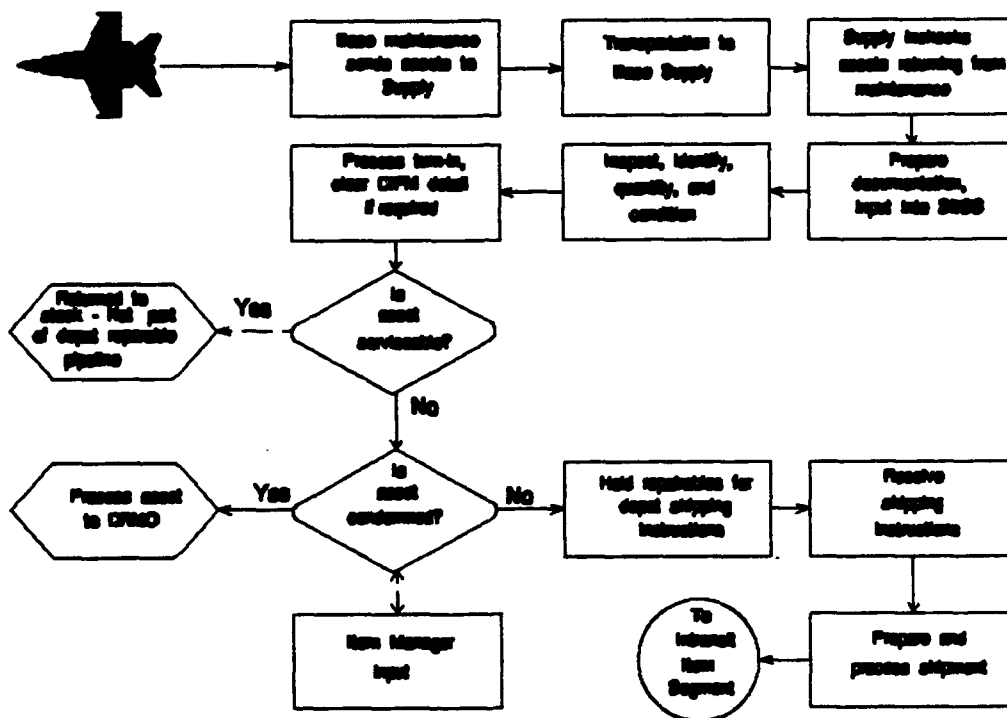 Base maintenance
sends assets to
Supply
Transportation to
Base Supply
Supply inchecks
assets returning from
maintenance
Process turn-in,
clear DIFM detail
if required
Inspect, identify,
quantity, and
condition
Prepare
documentation,
input into SBSS
Is
asset
serviceable?
Yes
Returned to
stock - Not part
of depot reparable
pipeline
No
Is
asset
condemned?
Yes
Process asset
to DRMO
No
Hold repairables for
depot shipping
instructions
Receive
shipping
instructions
Item Manager
Input
To
Intransit
Item
Segment
Prepare and
process shipment